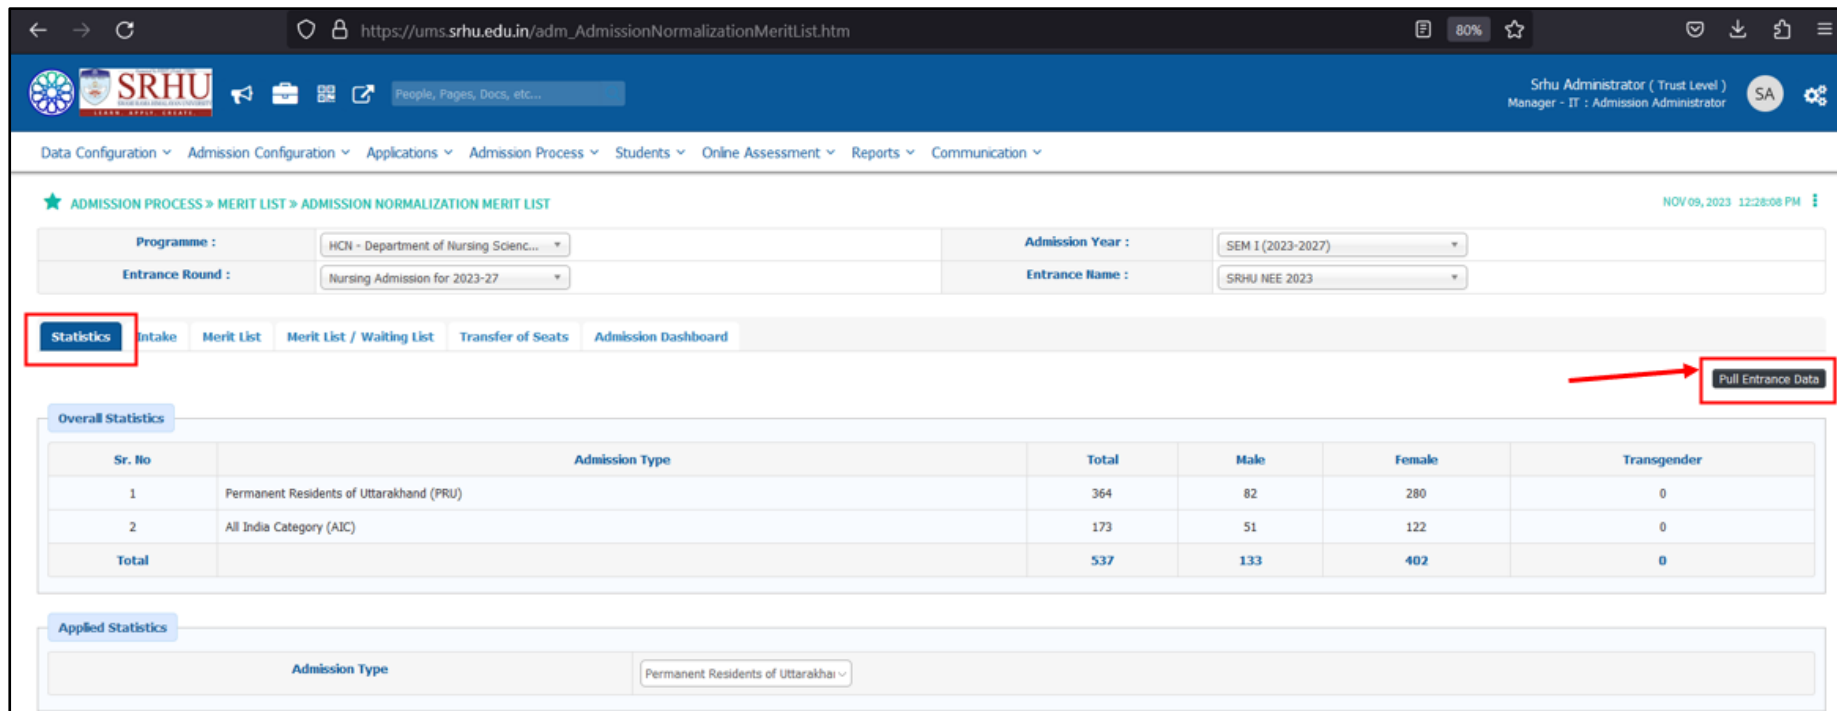 https://ums.srhu.edu.in/adm_AdmissionNormalizationMeritList.htm 80%
SRHU People, Pages, Docs, etc... Srhu Administrator ( Trust Level ) SA
LEARN. APPLY. CREATE. Manager - IT : Admission Administrator
Data Configuration Admission Configuration Applications Admission Process Students Online Assessment Reports Communication
ADMISSION PROCESS » MERIT LIST » ADMISSION NORMALIZATION MERIT LIST NOV 09, 2023 12:28:08 PM
Programme : HCN - Department of Nursing Scienc... Admission Year : SEM I (2023-2027)
Entrance Round : Nursing Admission for 2023-27 Entrance Name : SRHU NEE 2023
Statistics Intake Merit List Merit List / Waiting List Transfer of Seats Admission Dashboard
Pull Entrance Data
Overall Statistics
Sr. No Admission Type Total Male Female Transgender
1 Permanent Residents of Uttarakhand (PRU) 364 82 280 0
2 All India Category (AIC) 173 51 122 0
Total 537 133 402 0
Applied Statistics
Admission Type Permanent Residents of Uttarakha